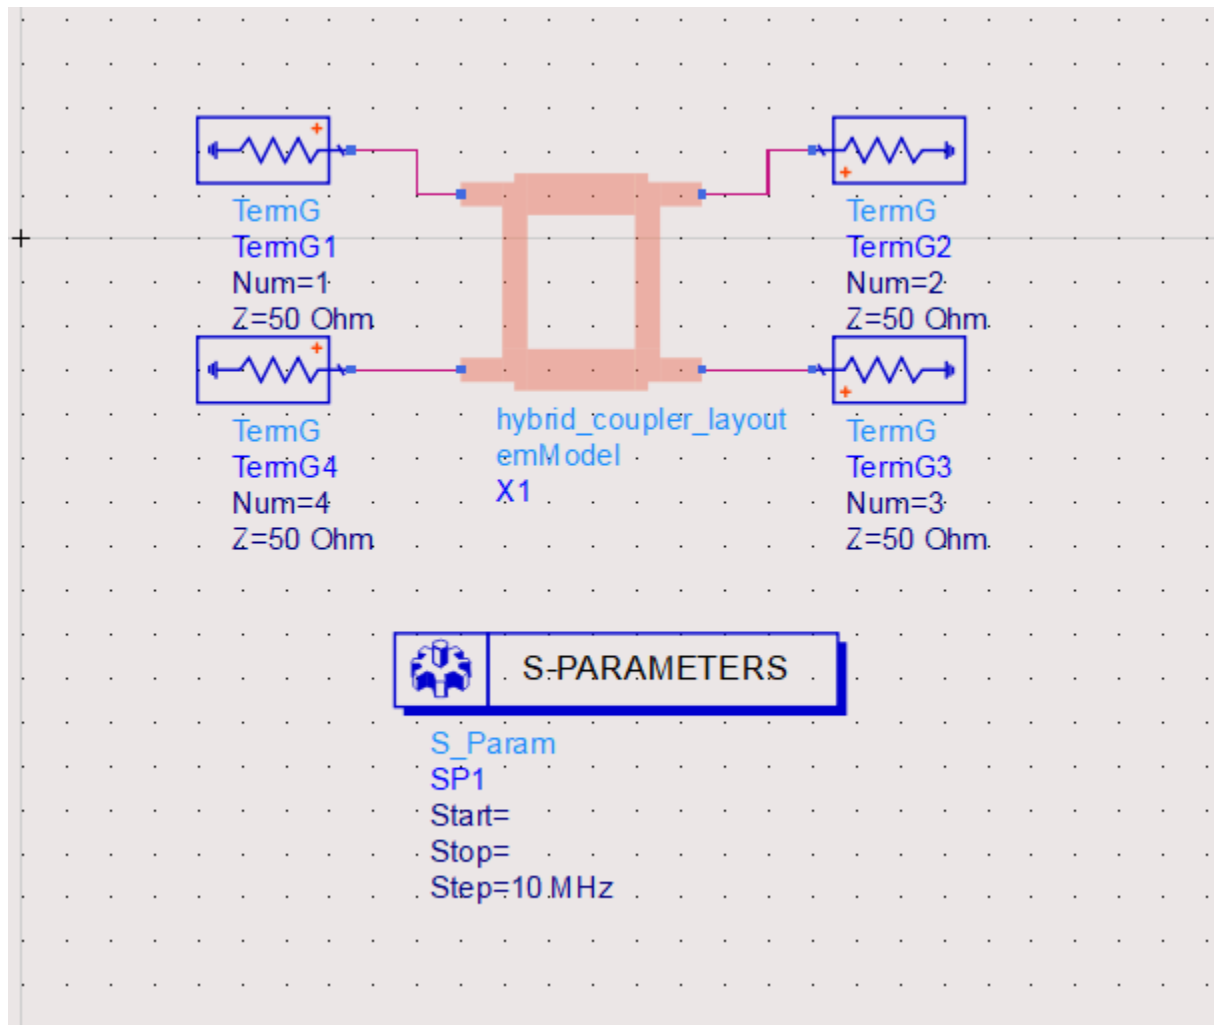 TermG
TermG1
Num=1
Z=50 Ohm
TermG
TermG2
Num=2
Z=50 Ohm
TermG
TermG4
Num=4
Z=50 Ohm
hybrid_coupler_layout
emModel
X1
TermG
TermG3
Num=3
Z=50 Ohm
S-PARAMETERS
S_Param
SP1
Start=
Stop=
Step=10 MHz